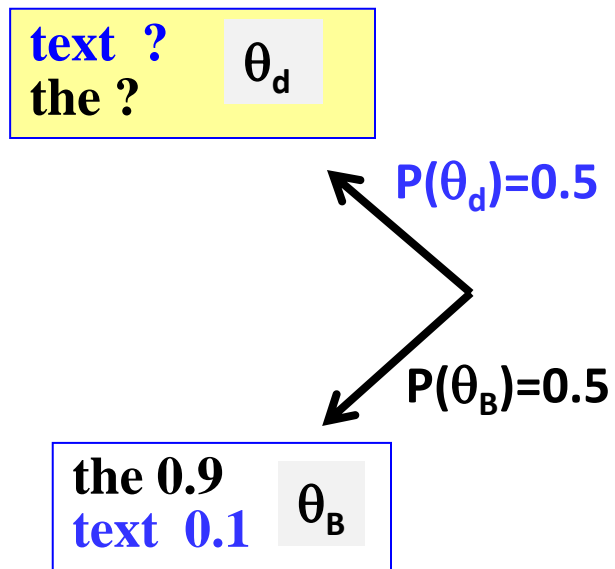 text ?
the ?
θd
P(θd)=0.5
P(θB)=0.5
the 0.9
text 0.1
θB